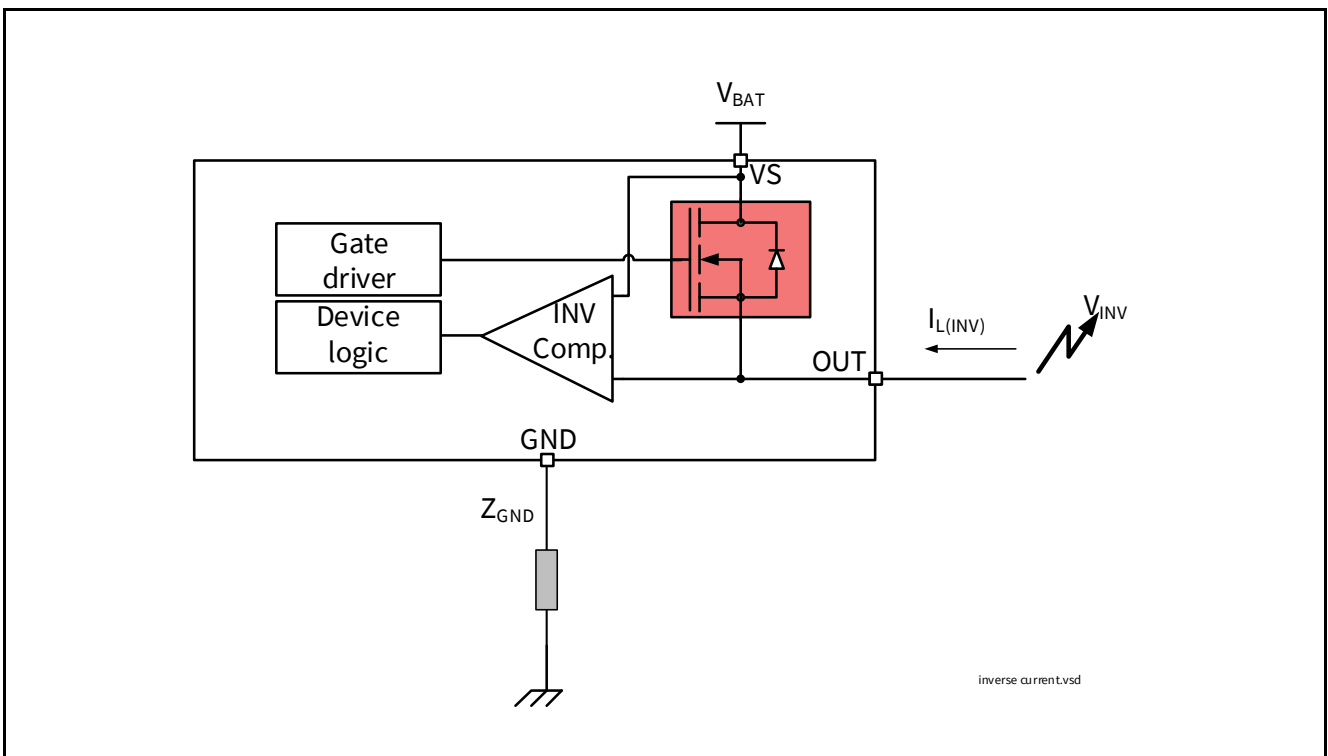 VBAT
VS
Gate
driver
Device
logic
INV
Comp.
OUT
IL(INV)
VINV
GND
ZGND
inverse current.vsd